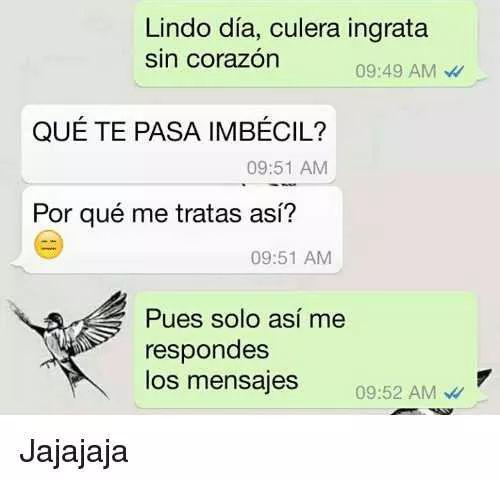 Lindo día, culera ingrata
sin corazón
09:49 AM
QUÉ TE PASA IMBÉCIL?
09:51 AM
Por qué me tratas así?
😑
09:51 AM
Pues solo así me
respondes
los mensajes
09:52 AM
Jajajaja